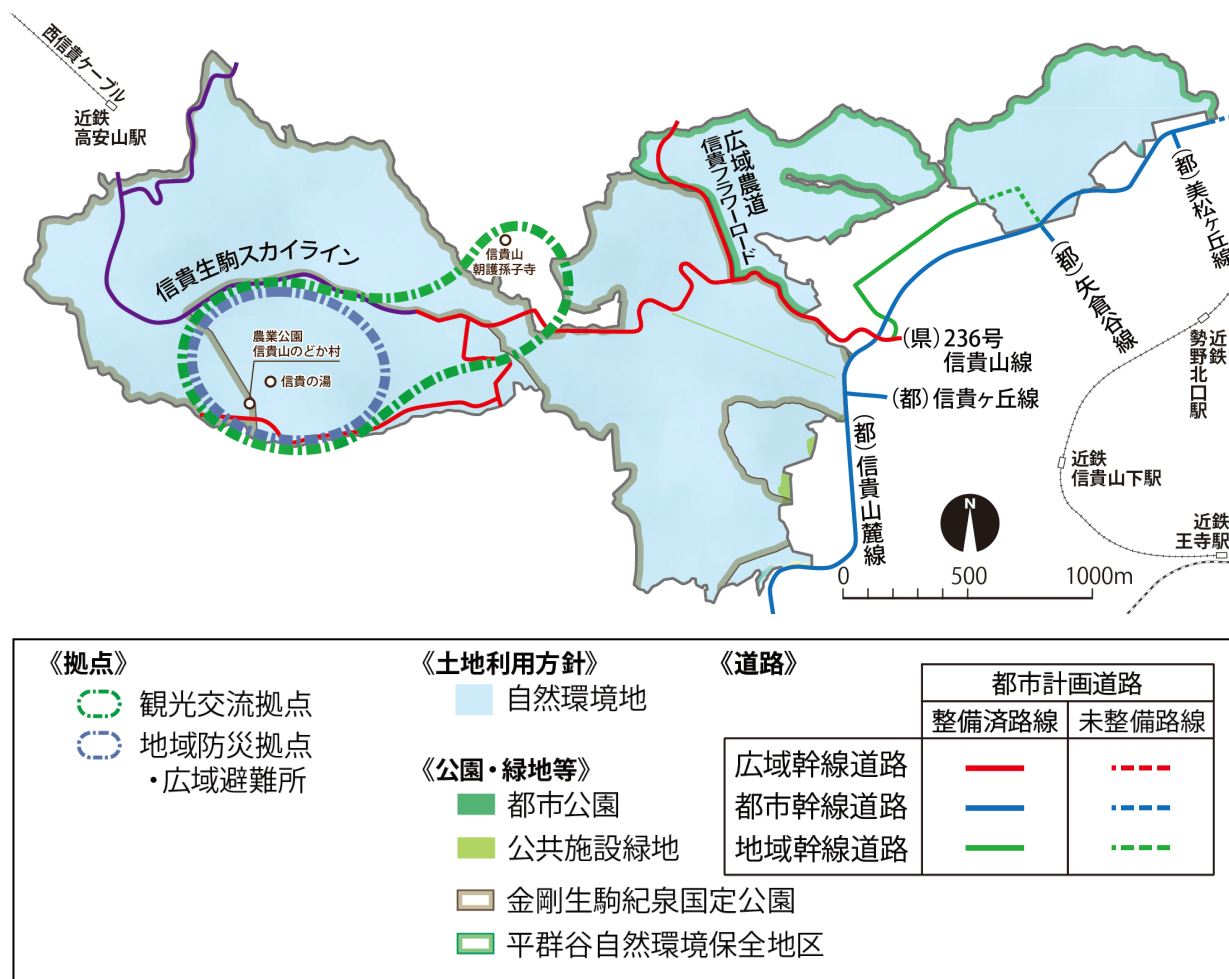 西信貴ケーブル
近鉄
高安山駅
信貴生駒スカイライン
信貴山
朝護孫子寺
農業公園
信貴山のどか村
信貴の湯
広域農道
信貴フラワーロード
(都)美松ヶ丘線
(都)矢倉谷線
(県)236号
信貴山線
(都)信貴ヶ丘線
(都)信貴山麓線
近鉄
勢野北口駅
近鉄
信貴山下駅
近鉄
王寺駅
N
0 500 1000m
《拠点》
観光交流拠点
地域防災拠点
・広域避難所
《土地利用方針》
自然環境地
《公園・緑地等》
都市公園
公共施設緑地
金剛生駒紀泉国定公園
平群谷自然環境保全地区
《道路》
都市計画道路
整備済路線 未整備路線
広域幹線道路
都市幹線道路
地域幹線道路